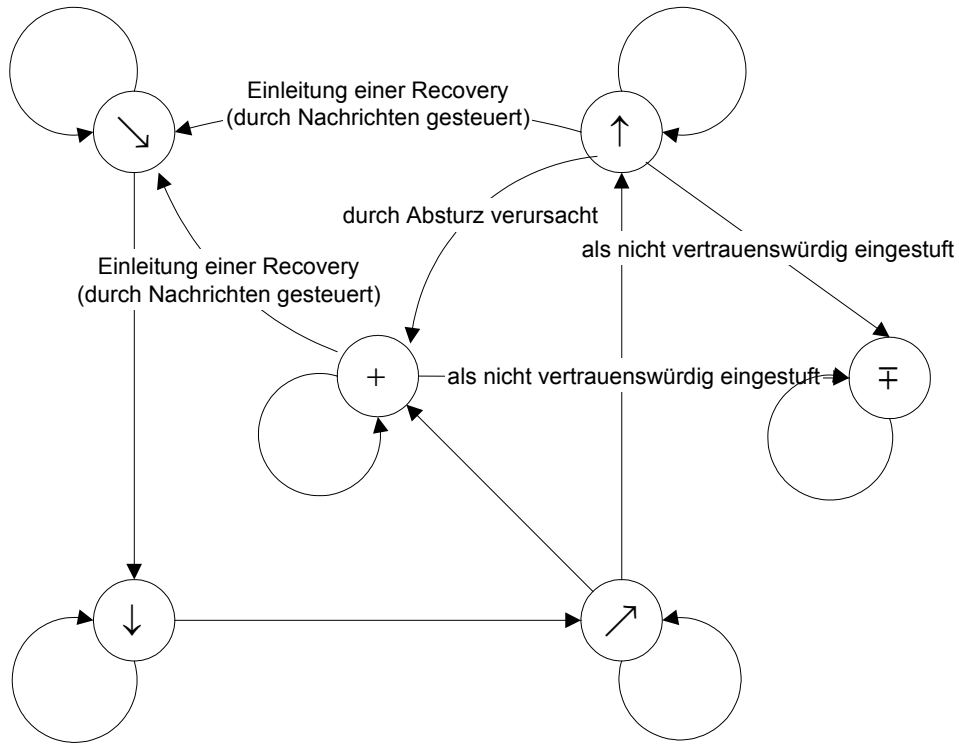 Einleitung einer Recovery
(durch Nachrichten gesteuert)
↘
↑
durch Absturz verursacht
als nicht vertrauenswürdig eingestuft
Einleitung einer Recovery
(durch Nachrichten gesteuert)
+
als nicht vertrauenswürdig eingestuft
∓
↓
↗